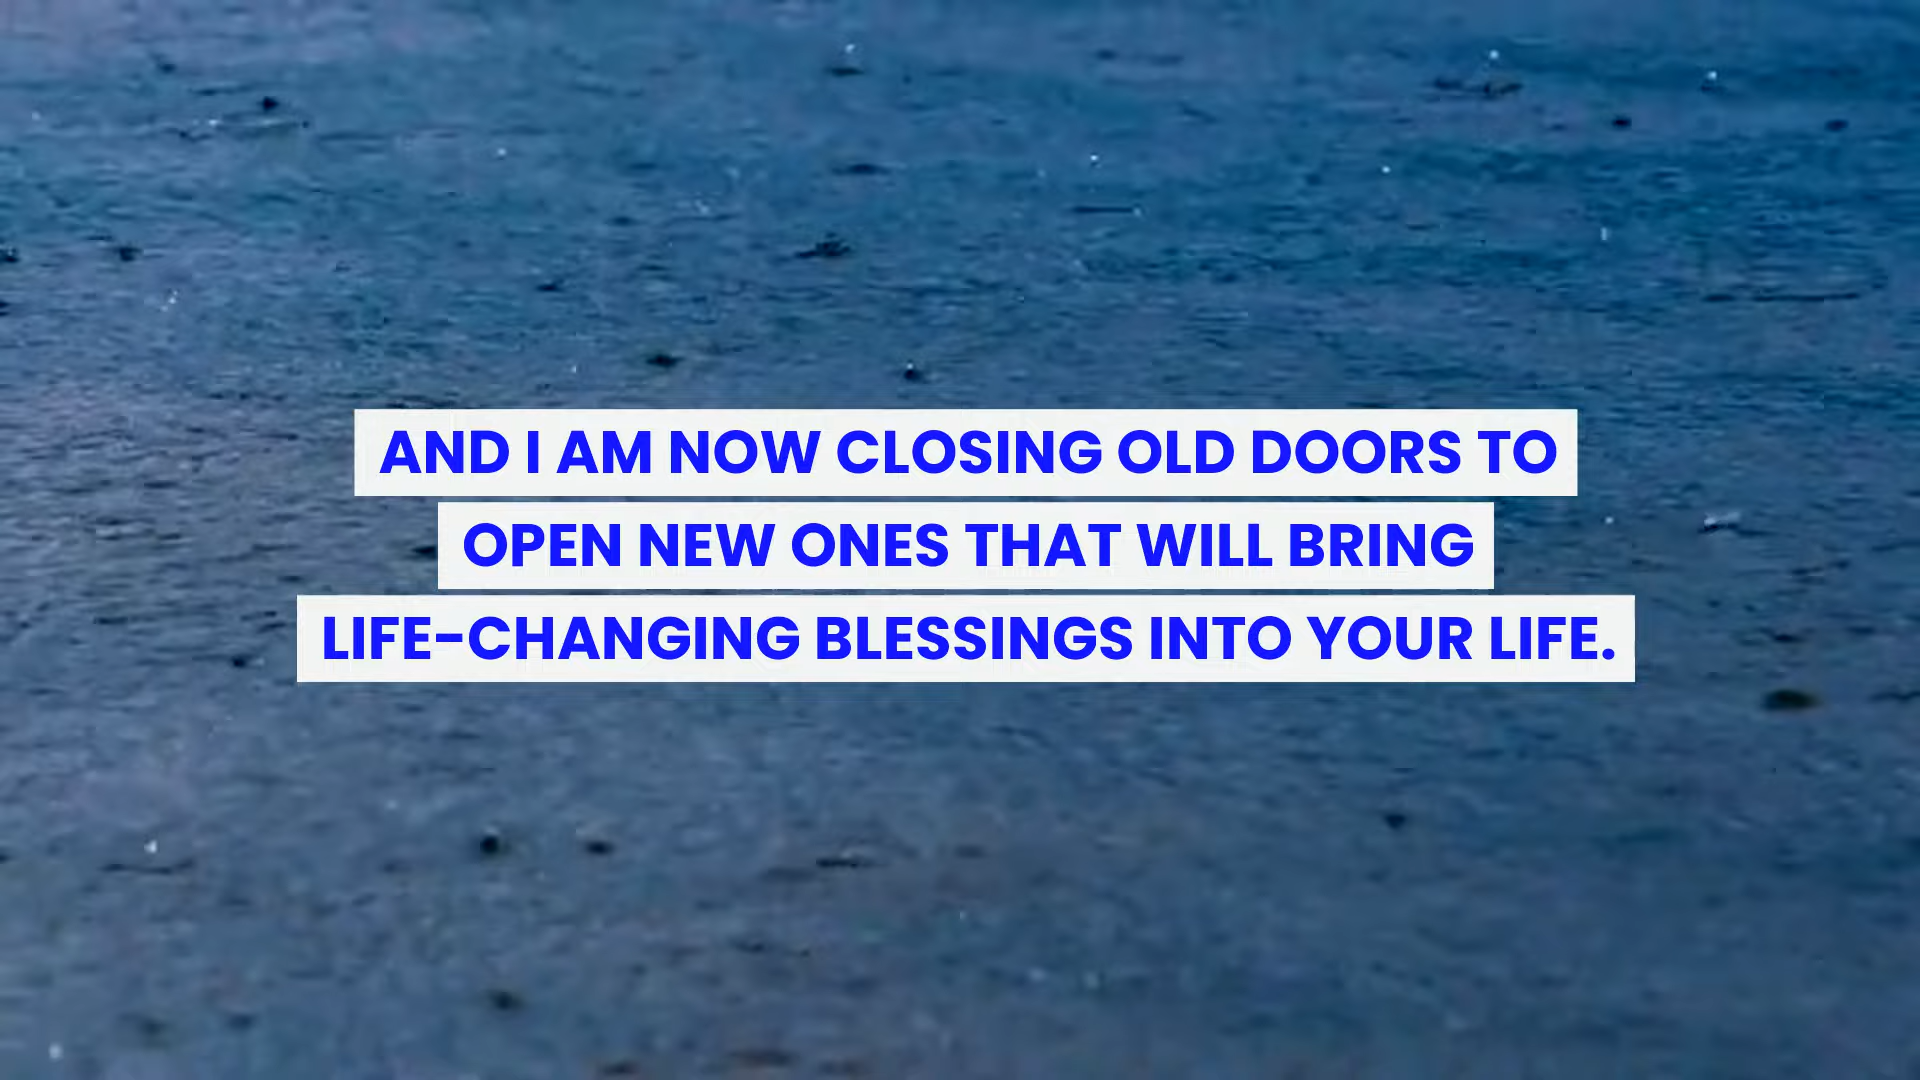 AND I AM NOW CLOSING OLD DOORS TO
OPEN NEW ONES THAT WILL BRING
LIFE-CHANGING BLESSINGS INTO YOUR LIFE.